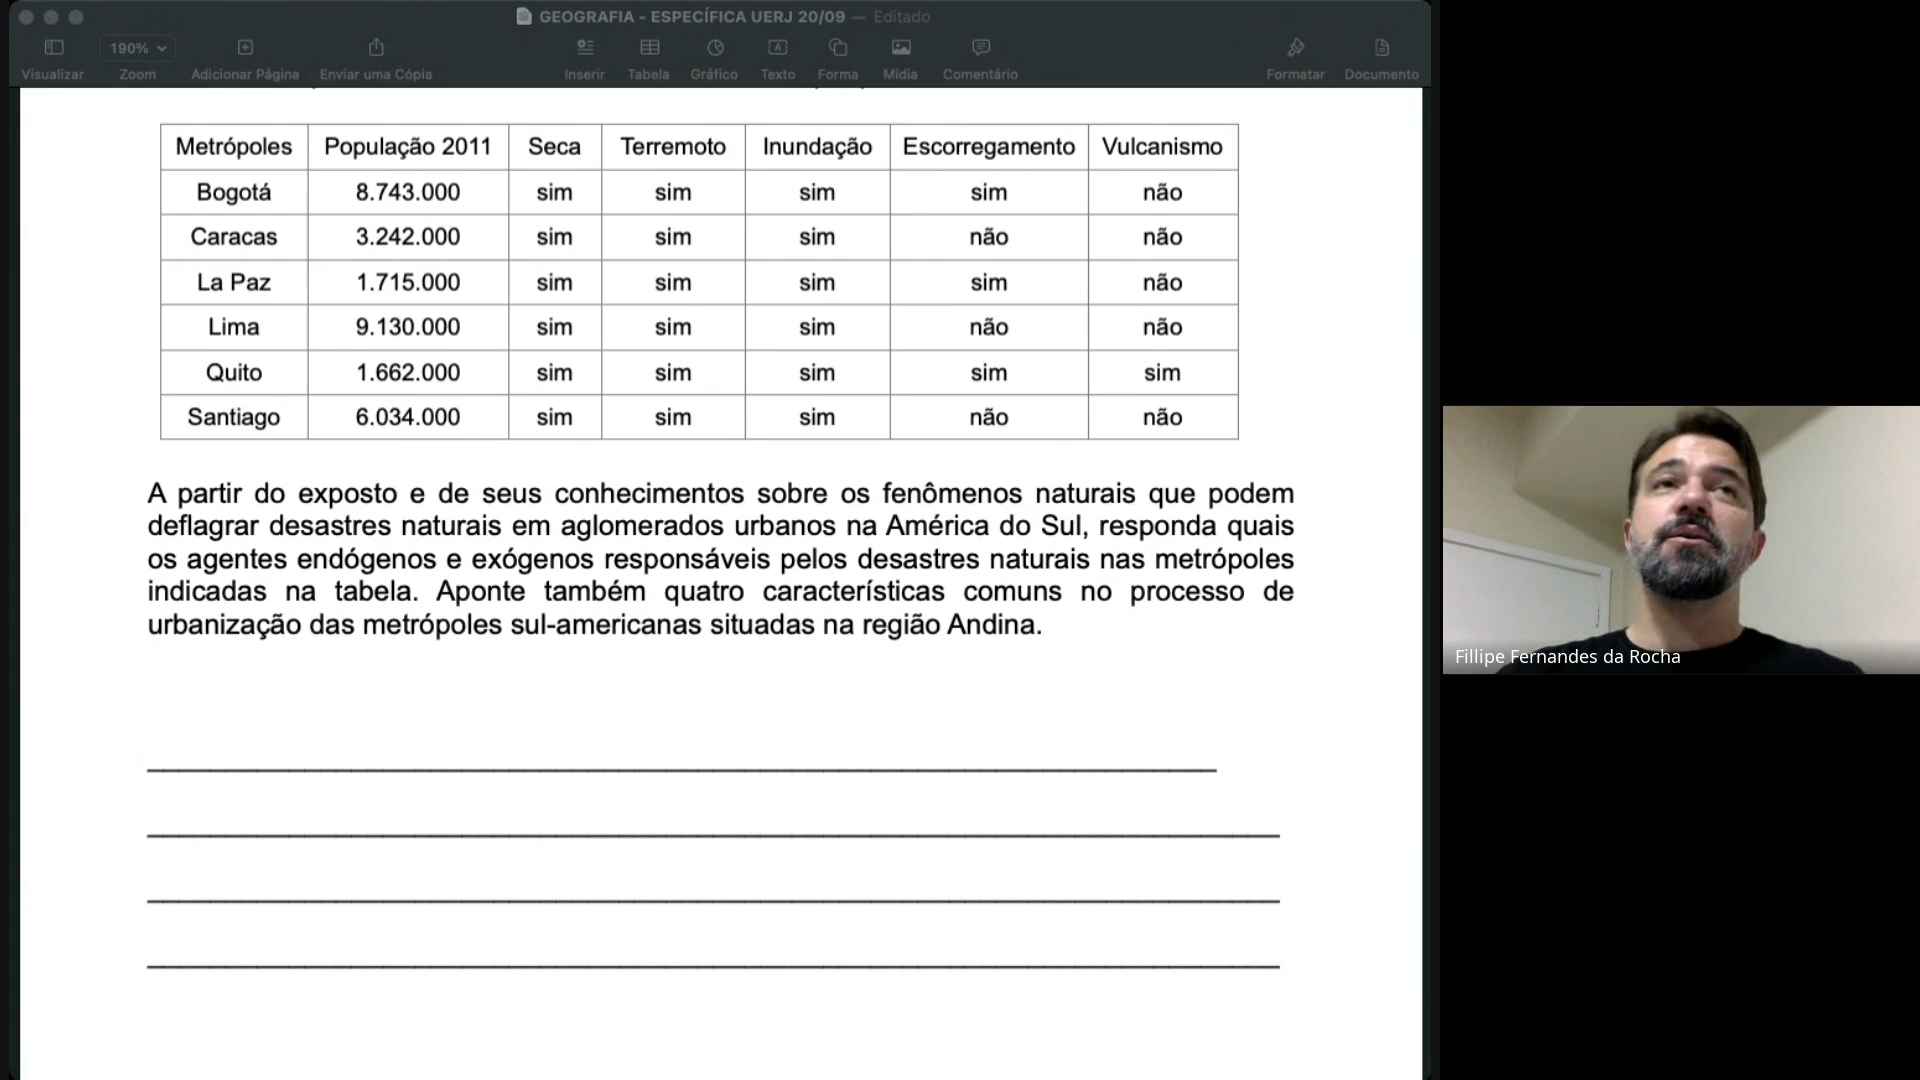 GEOGRAFIA - ESPECÍFICA UERJ 20/09 — Editado
190%
Visualizar Zoom Adicionar Página Enviar uma Cópia Inserir Tabela Gráfico Texto Forma Mídia Comentário Formatar Documento
Metrópoles População 2011 Seca Terremoto Inundação Escorregamento Vulcanismo
Bogotá 8.743.000 sim sim sim sim não
Caracas 3.242.000 sim sim sim não não
La Paz 1.715.000 sim sim sim sim não
Lima 9.130.000 sim sim sim não não
Quito 1.662.000 sim sim sim sim sim
Santiago 6.034.000 sim sim sim não não
A partir do exposto e de seus conhecimentos sobre os fenômenos naturais que podem
deflagrar desastres naturais em aglomerados urbanos na América do Sul, responda quais
os agentes endógenos e exógenos responsáveis pelos desastres naturais nas metrópoles
indicadas na tabela. Aponte também quatro características comuns no processo de
urbanização das metrópoles sul-americanas situadas na região Andina.
Fillipe Fernandes da Rocha